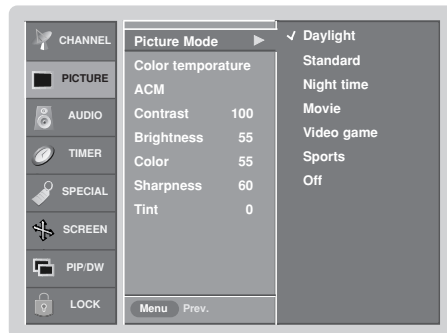 CHANNEL
PICTURE
AUDIO
TIMER
SPECIAL
SCREEN
PIP/DW
LOCK
Picture Mode
Color temporature
ACM
Contrast 100
Brightness 55
Color 55
Sharpness 60
Tint 0
Menu Prev.
Daylight
Standard
Night time
Movie
Video game
Sports
Off